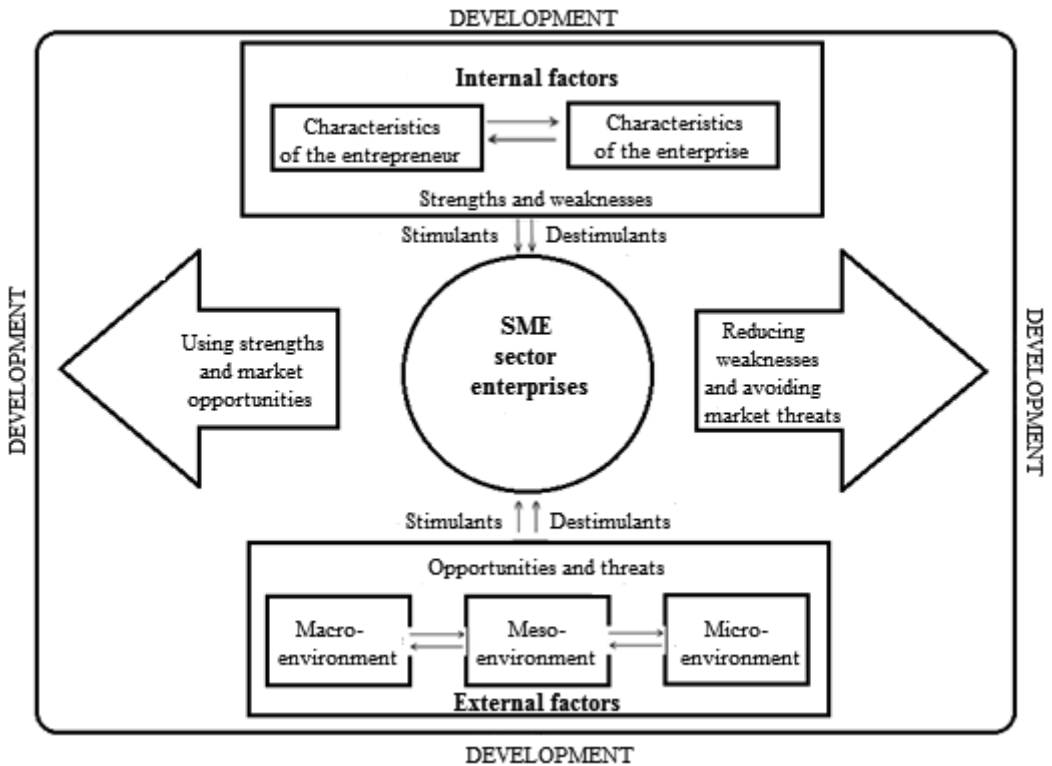 DEVELOPMENT
Internal factors
Characteristics
of the entrepreneur
Characteristics
of the enterprise
Strengths and weaknesses
Stimulants
Destimulants
DEVELOPMENT
Using strengths
and market
opportunities
SME
sector
enterprises
Reducing
weaknesses
and avoiding
market threats
DEVELOPMENT
Stimulants
Destimulants
Opportunities and threats
Macro-
environment
Meso-
environment
Micro-
environment
External factors
DEVELOPMENT